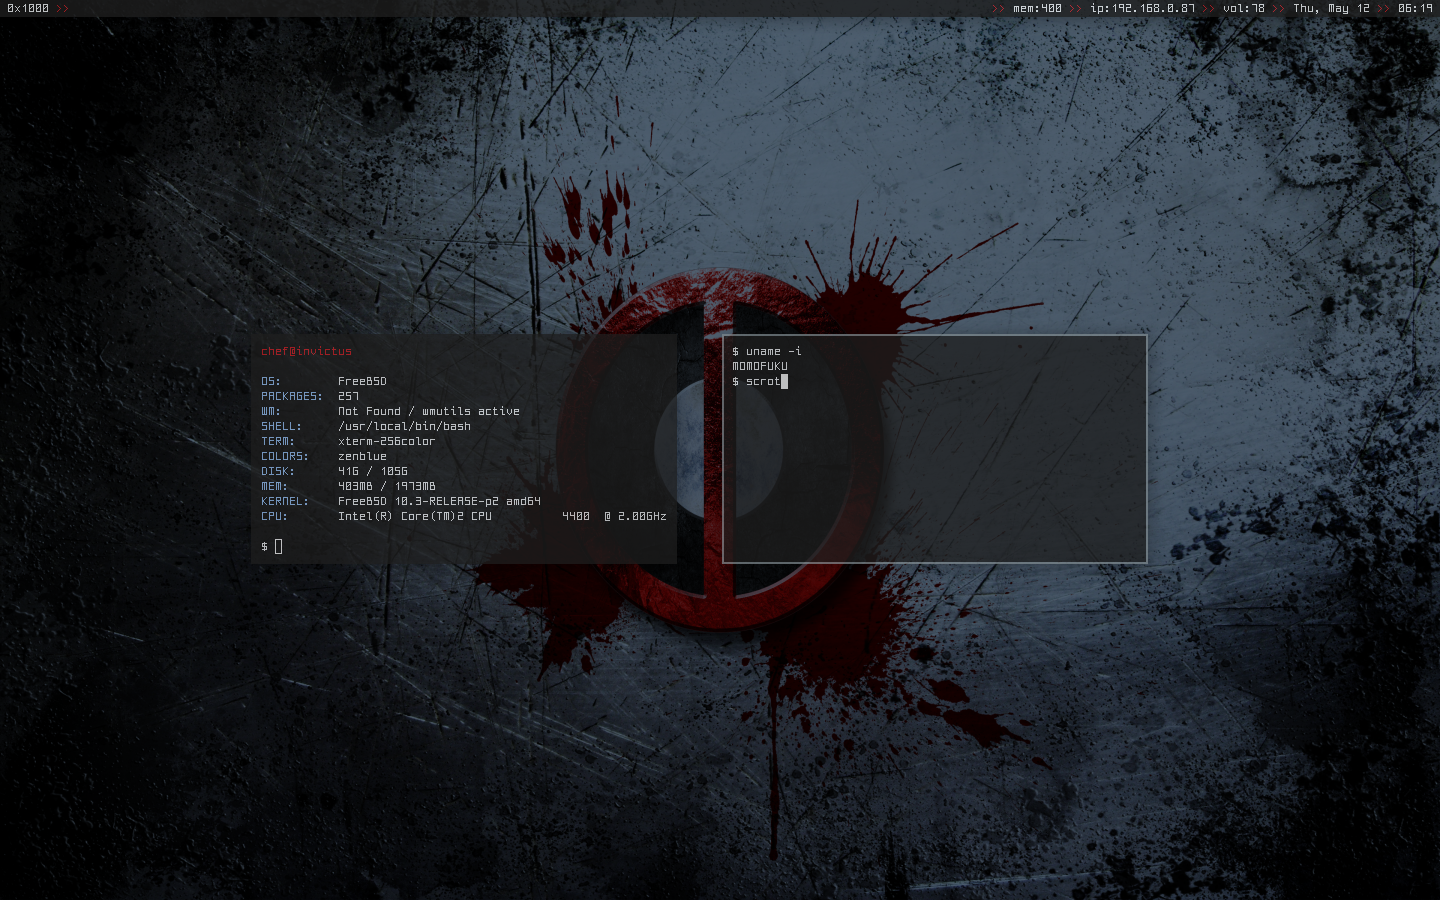 0x1000 >>
>> mem:400 >> ip:192.168.0.87 >> vol:78 >> Thu, May 12 >> 06:19
chef@invictus
OS: FreeBSD
PACKAGES: 257
WM: Not Found / wmutils active
SHELL: /usr/local/bin/bash
TERM: xterm-256color
COLORS: zenblue
DISK: 41G / 105G
MEM: 403MB / 1973MB
KERNEL: FreeBSD 10.3-RELEASE-p2 amd64
CPU: Intel(R) Core(TM)2 CPU 4400 @ 2.00GHz
$
$ uname -i
MOMOFUKU
$ scrot